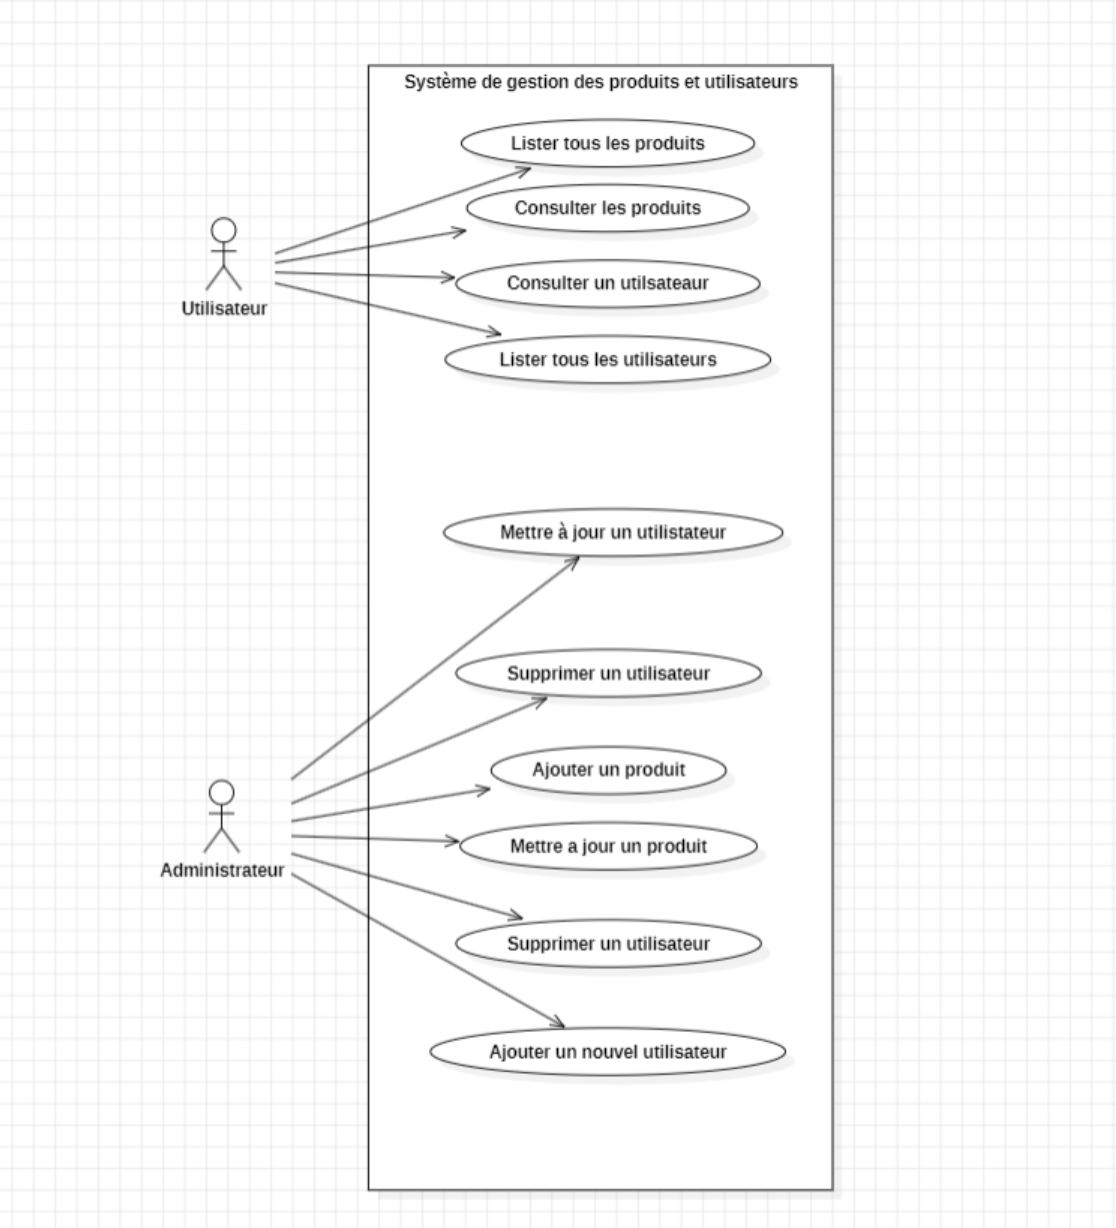 Système de gestion des produits et utilisateurs
Lister tous les produits
Consulter les produits
Consulter un utilsateaur
Lister tous les utilisateurs
Utilisateur
Mettre à jour un utilistateur
Supprimer un utilisateur
Ajouter un produit
Mettre a jour un produit
Administrateur
Supprimer un utilisateur
Ajouter un nouvel utilisateur